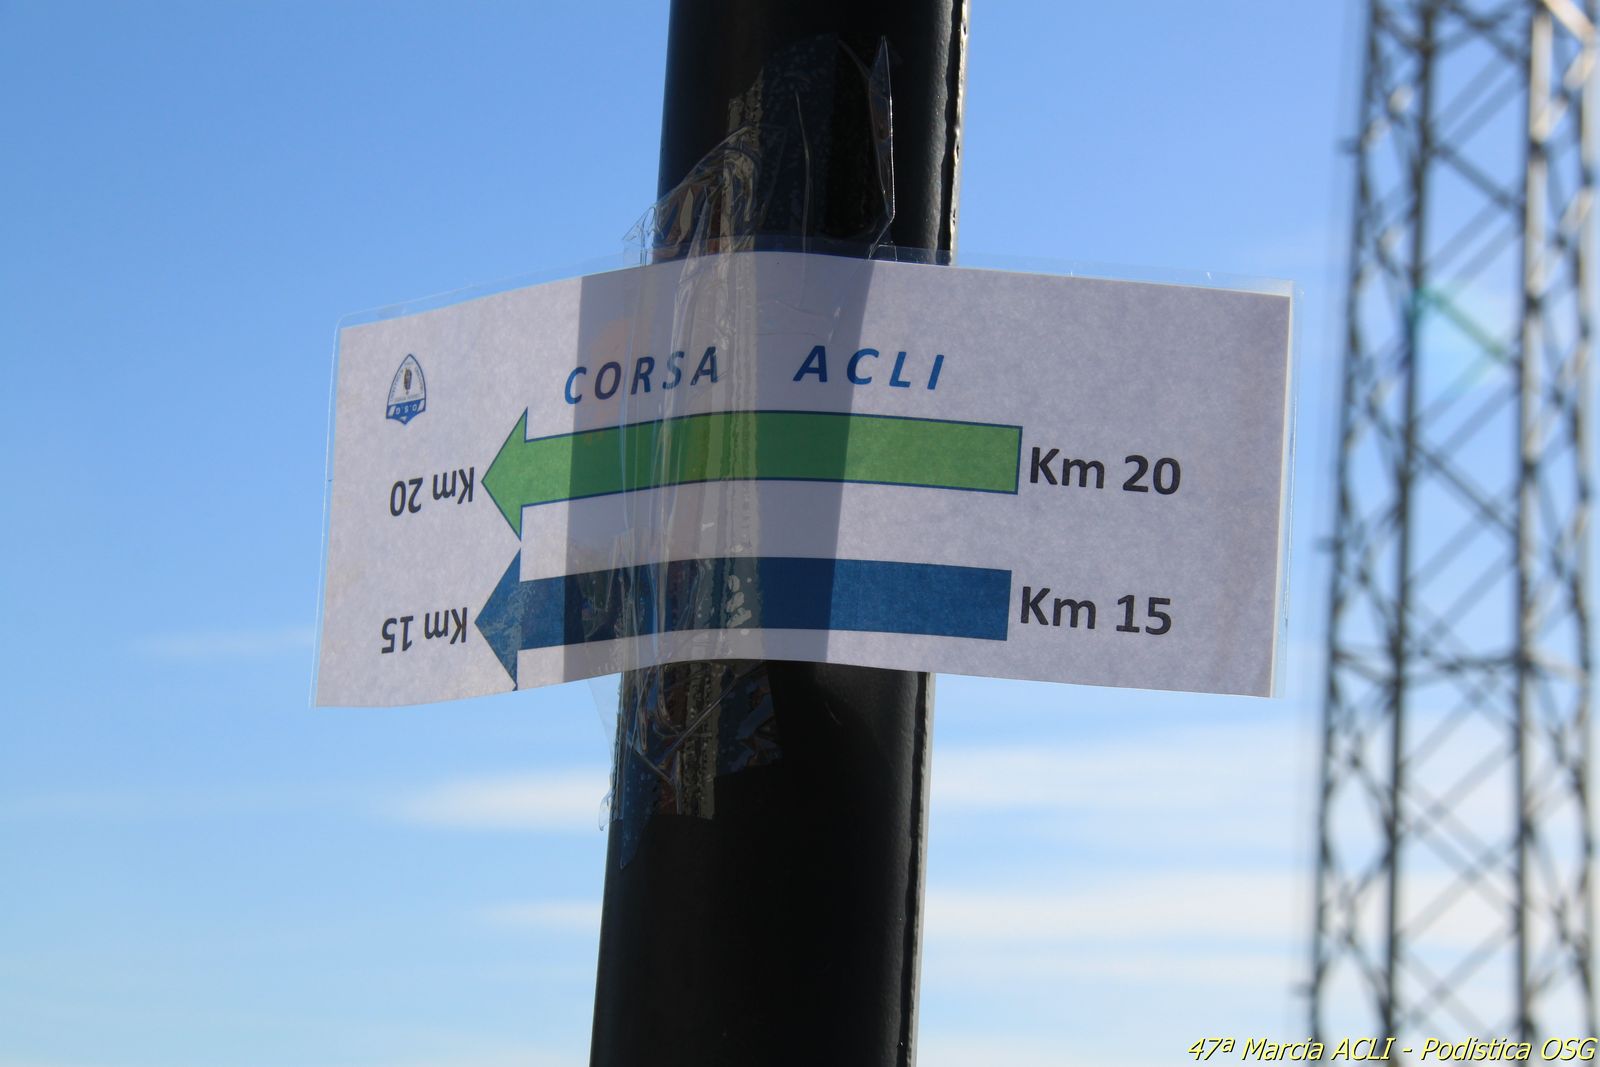 CORSA ACLI
Km 20 Km 20
Km 15 Km 15
O.S.G.
47ª Marcia ACLI - Podistica OSG